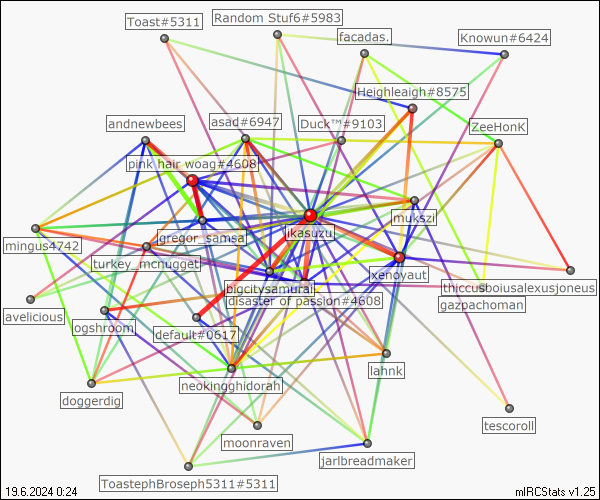 Random Stuf6#5983
Toast#5311
facadas.
Knowun#6424
Heighleaigh#8575
andnewbees
asad#6947
Duck™#9103
ZeeHonK
pink hair woag#4608
mukszi
jikasuzu
gregor_samsa
mingus4742
turkey_mcnugget
xenoyaut
bigcitysamurai
thiccusboiusalexusjoneus
disaster of passion#4608
avelicious
gazpachoman
ogshroom
default#0617
lahnk
neokingghidorah
doggerdig
tescoroll
moonraven
jarlbreadmaker
ToastephBroseph5311#5311
19.6.2024 0:24
mIRCStats v1.25